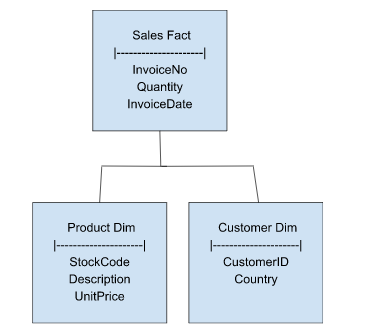 Sales Fact
|---------------------|
InvoiceNo
Quantity
InvoiceDate
Product Dim
|---------------------|
StockCode
Description
UnitPrice
Customer Dim
|---------------------|
CustomerID
Country